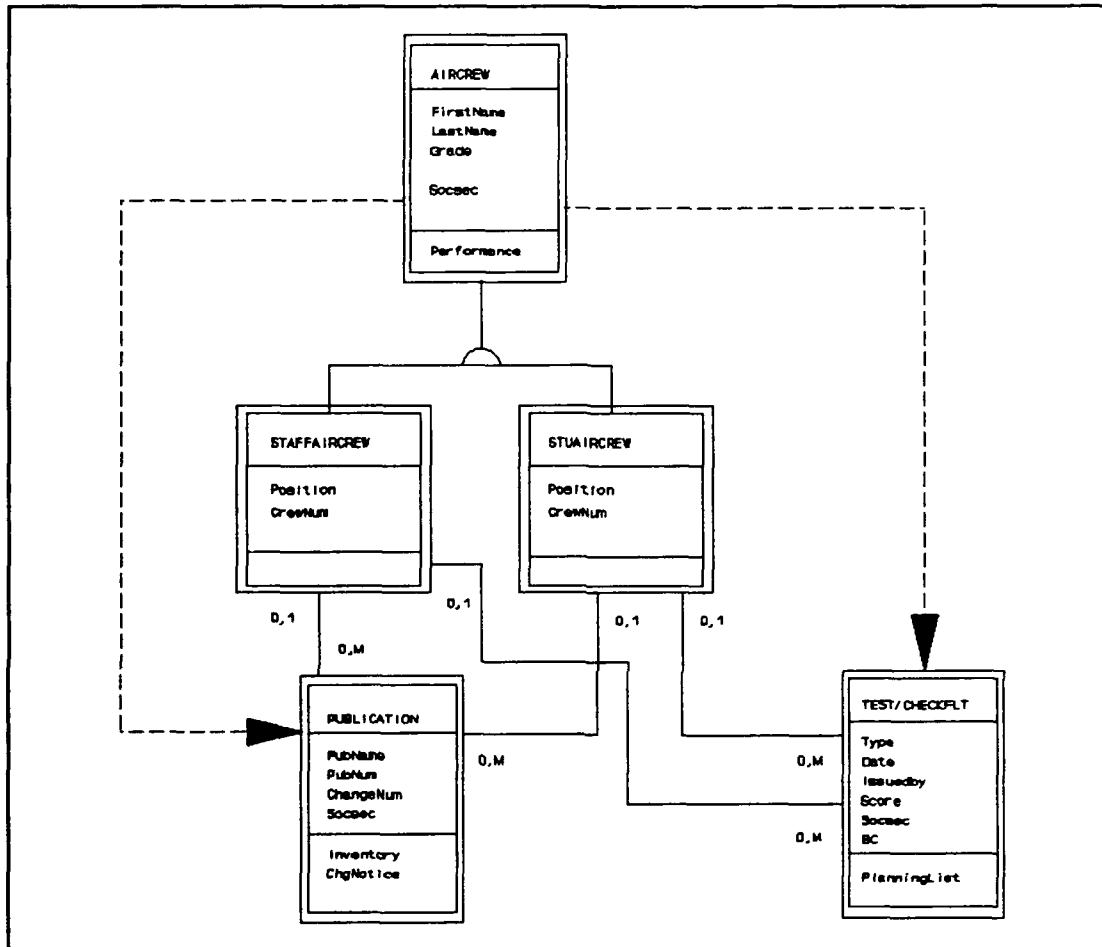 AIRCREW
FirstName
LastName
Grade
Socsec
Performance
STAFFAIRCREW
Position
CrewNum
STUAIRCREW
Position
CrewNum
0,1
0,1
0,1
0,1
0,M
PUBLICATION
PubName
PubNum
ChangeNum
Socsec
Inventory
ChgNotice
0,M
0,M
0,M
TEST/CHECKFLT
Type
Date
Issuedby
Score
Socsec
BC
PlanningList